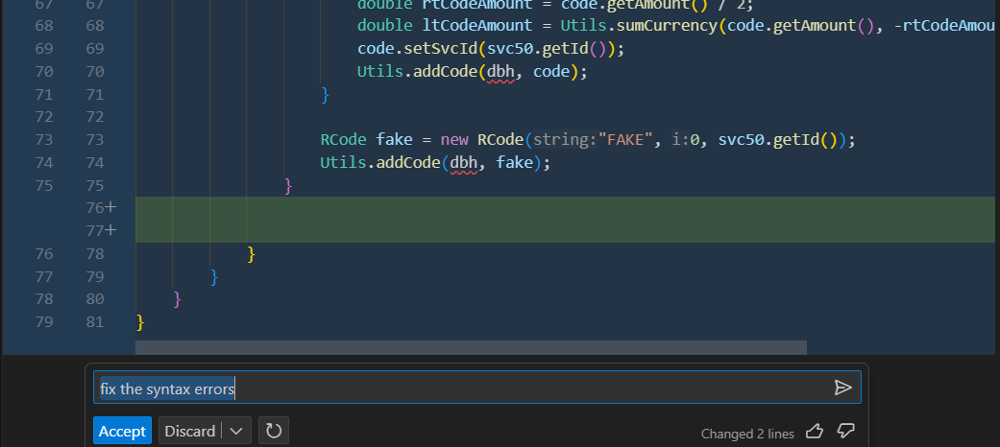 67 67 double rtCodeAmount = code.getAmount() / 2;
68 68 double ltCodeAmount = Utils.sumCurrency(code.getAmount(), -rtCodeAmou
69 69 code.setSvcId(svc50.getId());
70 70 Utils.addCode(dbh, code);
71 71 }
72 72
73 73 RCode fake = new RCode(string:"FAKE", i:0, svc50.getId());
74 74 Utils.addCode(dbh, fake);
75 75 }
76+
77+
76 78 }
77 79 }
78 80 }
79 81 }
fix the syntax errors
Accept Discard Changed 2 lines